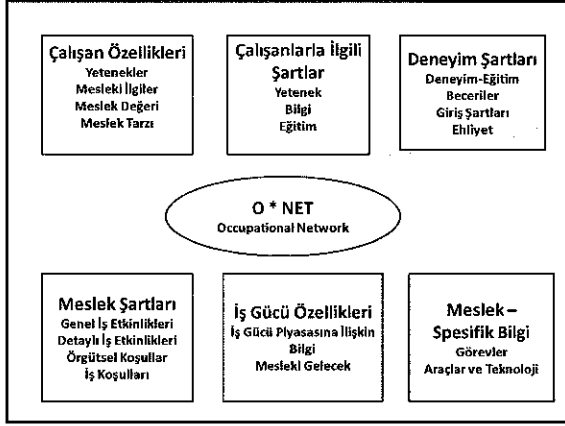 Çalışan Özellikleri
Yetenekler
Mesleki İlgiler
Meslek Değeri
Meslek Tarzı
Çalışanlarla İlgili
Şartlar
Yetenek
Bilgi
Eğitim
Deneyim Şartları
Deneyim-Eğitim
Beceriler
Giriş Şartları
Ehliyet
O * NET
Occupational Network
Meslek Şartları
Genel İş Etkinlikleri
Detaylı İş Etkinlikleri
Örgütsel Koşullar
İş Koşulları
İş Gücü Özellikleri
İş Gücü Piyasasına İlişkin
Bilgi
Mesleki Gelecek
Meslek –
Spesifik Bilgi
Görevler
Araçlar ve Teknoloji